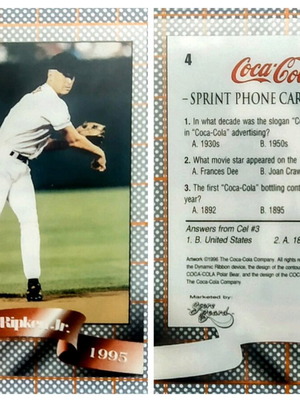 Ripken Jr.
1995
4
Coca-Co
– SPRINT PHONE CAR
1. In what decade was the slogan "C
in "Coca-Cola" advertising?
A. 1930s B. 1950s
2. What movie star appeared on the
A. Frances Dee B. Joan Craw
3. The first "Coca-Cola" bottling cont
year?
A. 1892 B. 1895
Answers from Cel #3
1. B. United States 2. A. 18
Artwork ©1996 The Coca-Cola Company. All rights re
the Dynamic Ribbon device, the design of the contour
COCA-COLA Polar Bear, and the design of the COC
The Coca-Cola Company.
Marketed by:
Score Board